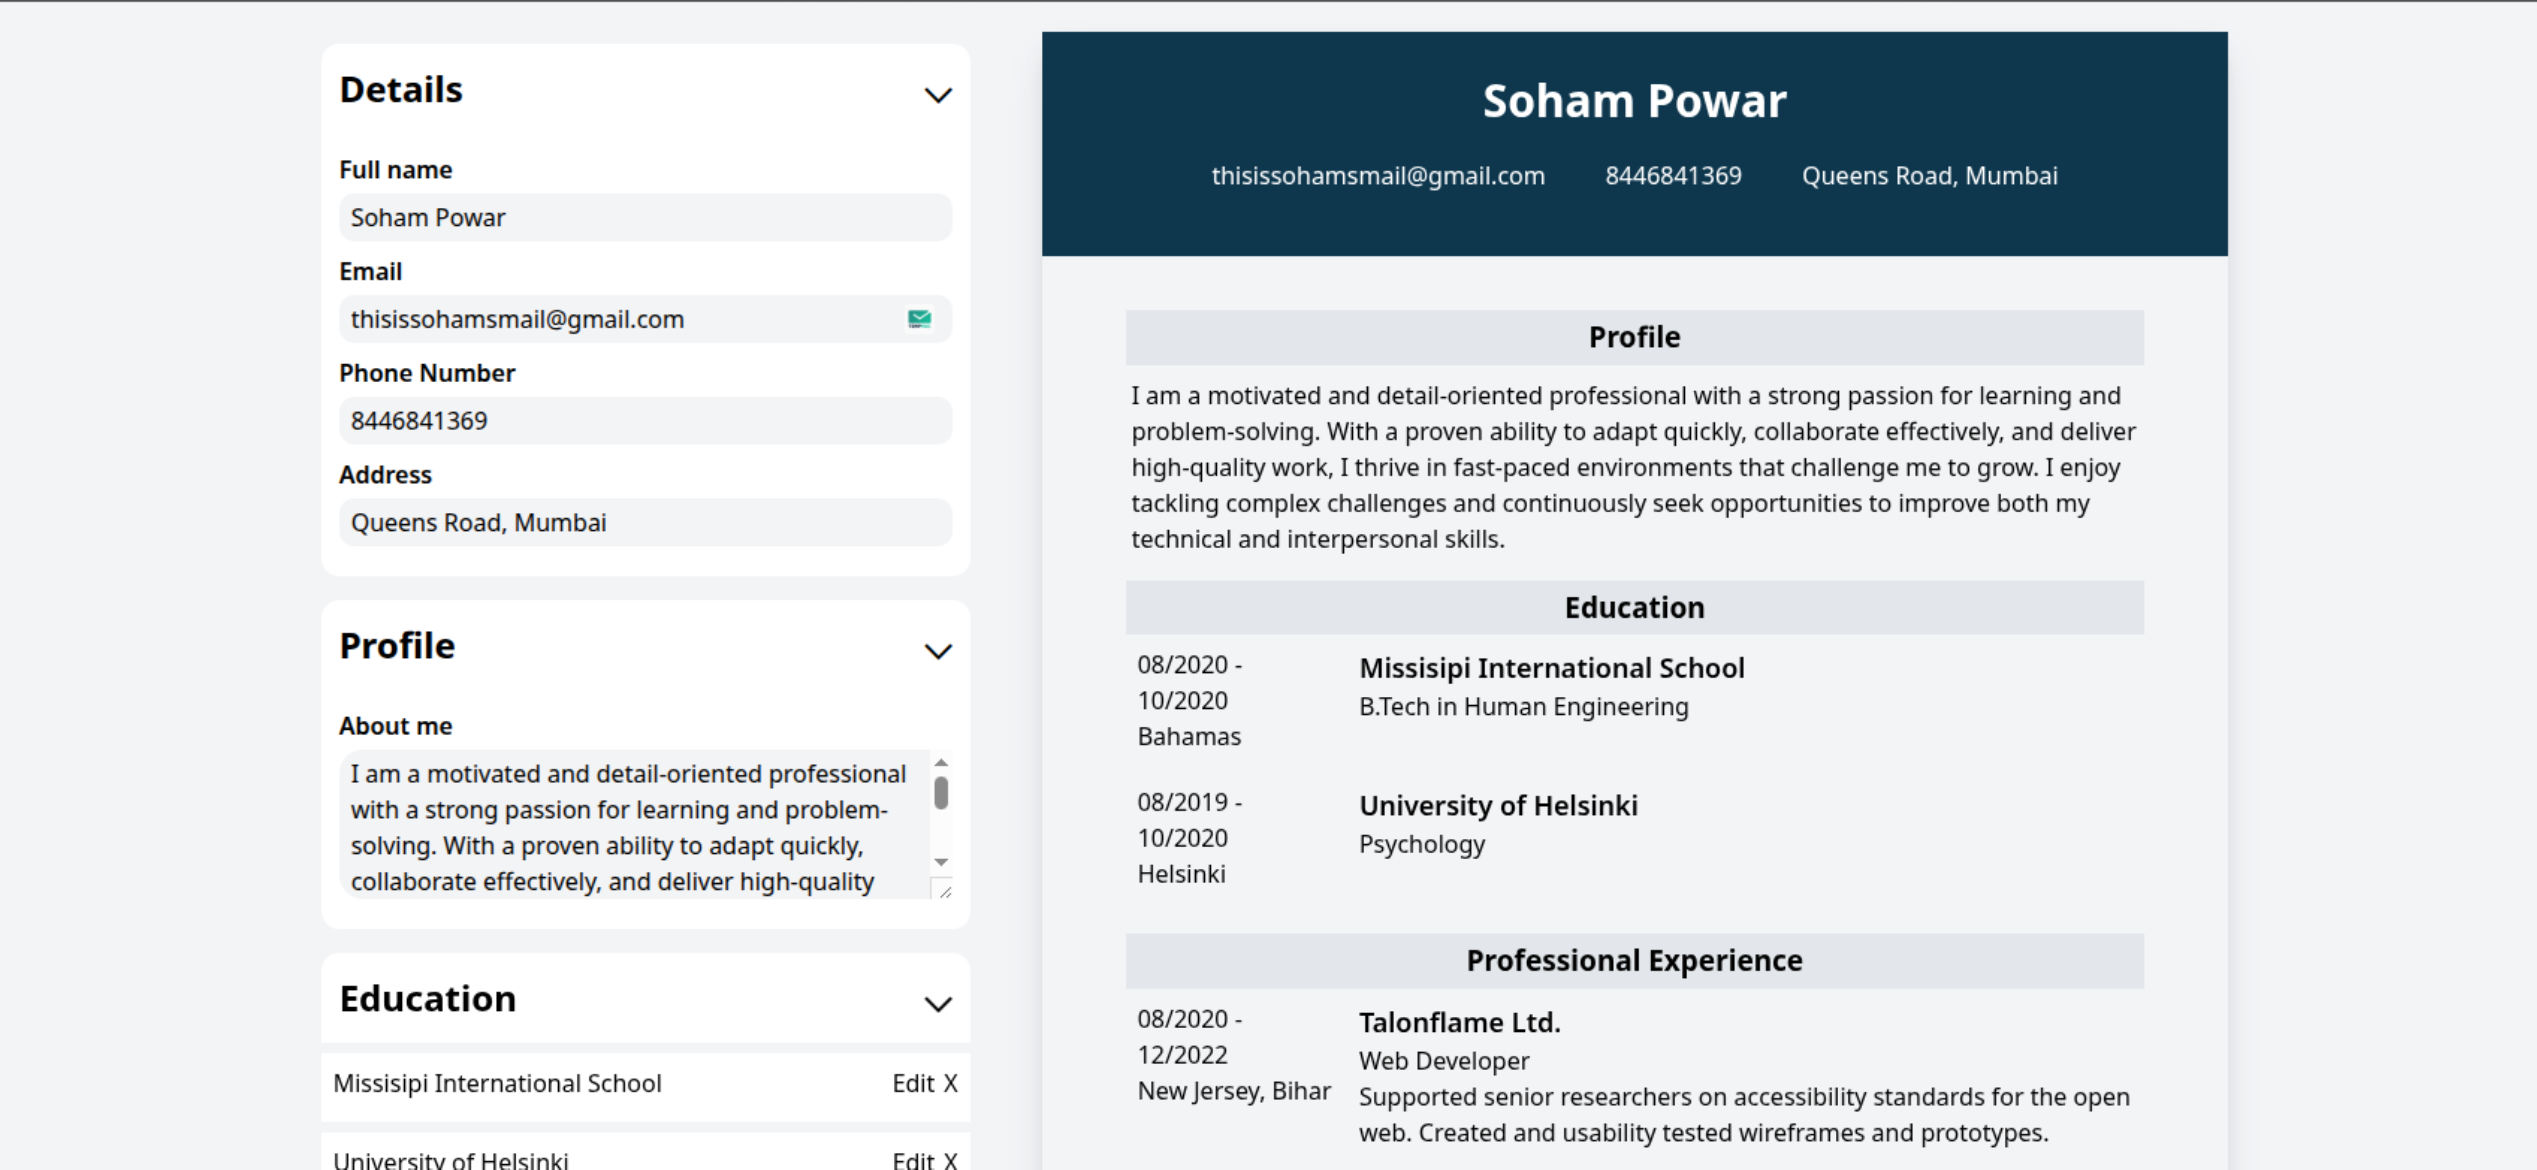 Details
Full name
Soham Powar
Email
thisissohamsmail@gmail.com
Phone Number
8446841369
Address
Queens Road, Mumbai
Profile
About me
I am a motivated and detail-oriented professional
with a strong passion for learning and problem-
solving. With a proven ability to adapt quickly,
collaborate effectively, and deliver high-quality
Education
Missisipi International School
Edit X
University of Helsinki
Edit X
Soham Powar
thisissohamsmail@gmail.com 8446841369 Queens Road, Mumbai
Profile
I am a motivated and detail-oriented professional with a strong passion for learning and
problem-solving. With a proven ability to adapt quickly, collaborate effectively, and deliver
high-quality work, I thrive in fast-paced environments that challenge me to grow. I enjoy
tackling complex challenges and continuously seek opportunities to improve both my
technical and interpersonal skills.
Education
08/2020 -
10/2020
Bahamas
Missisipi International School
B.Tech in Human Engineering
08/2019 -
10/2020
Helsinki
University of Helsinki
Psychology
Professional Experience
08/2020 -
12/2022
New Jersey, Bihar
Talonflame Ltd.
Web Developer
Supported senior researchers on accessibility standards for the open
web. Created and usability tested wireframes and prototypes.